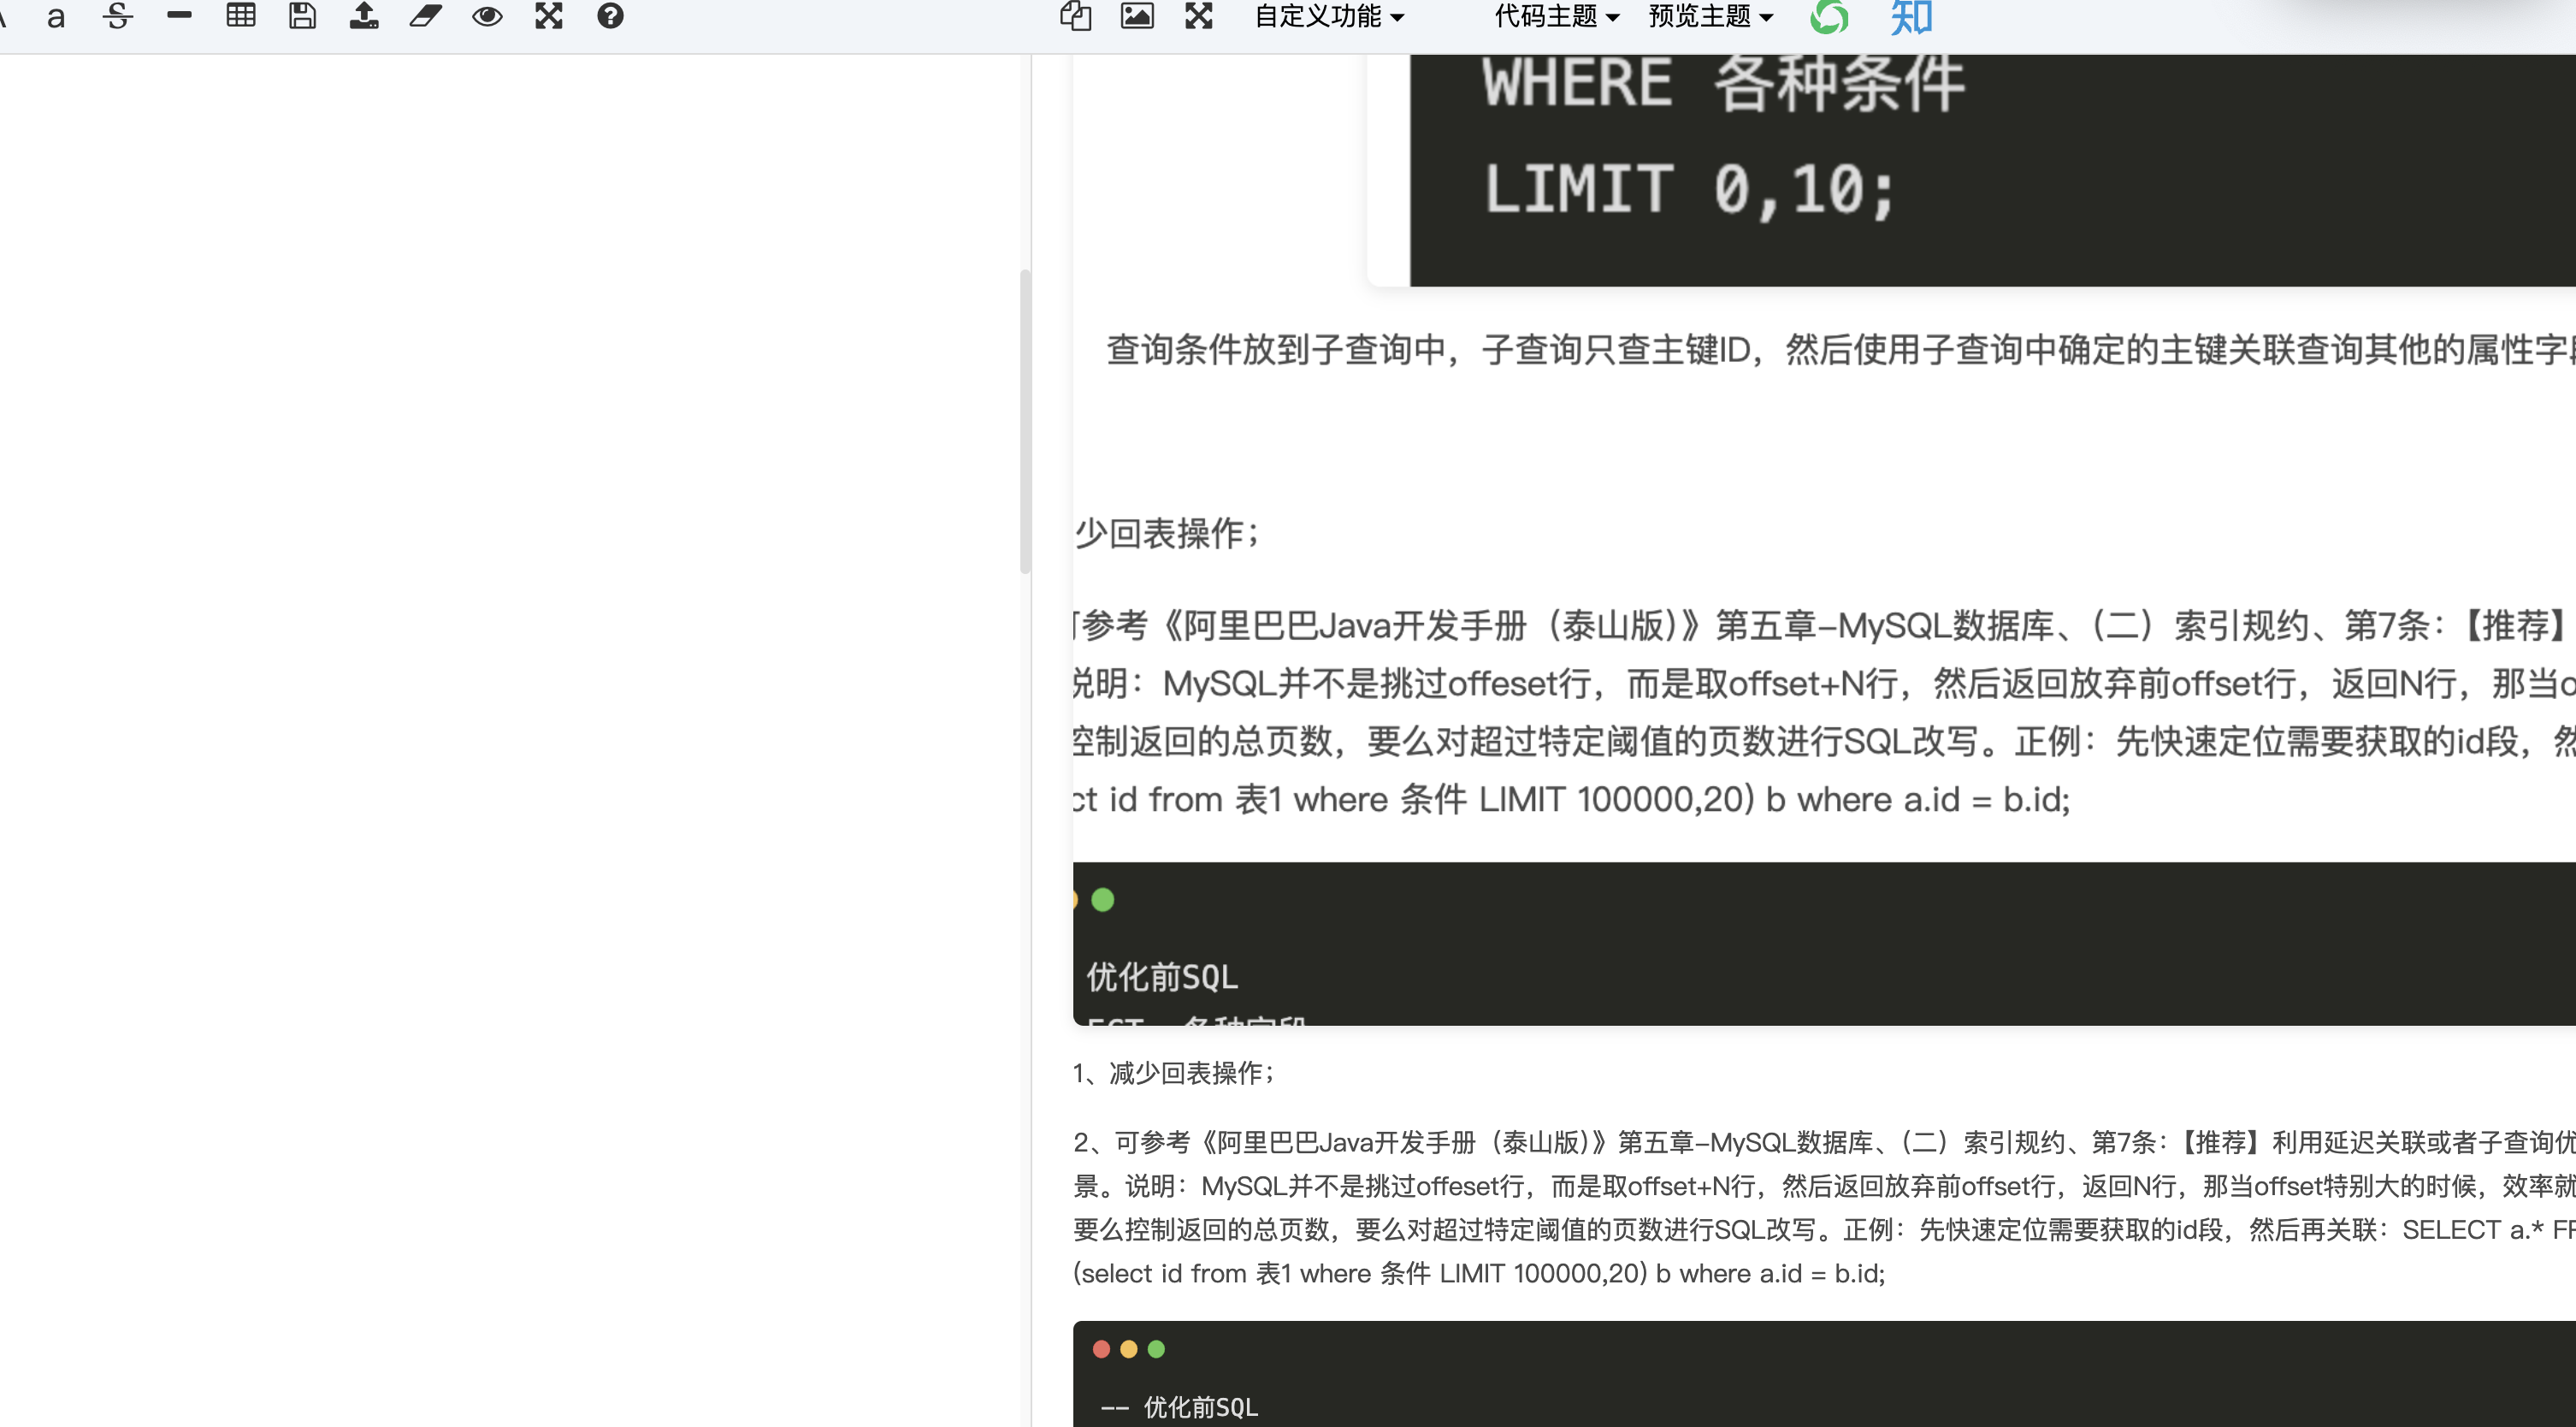 a S
自定义功能 代码主题 预览主题 知
WHERE 各种条件
LIMIT 0,10;
查询条件放到子查询中，子查询只查主键ID，然后使用子查询中确定的主键关联查询其他的属性字
少回表操作；
可参考《阿里巴巴Java开发手册（泰山版）》第五章-MySQL数据库、（二）索引规约、第7条：【推荐】
说明：MySQL并不是挑过offeset行，而是取offset+N行，然后返回放弃前offset行，返回N行，那当o
控制返回的总页数，要么对超过特定阈值的页数进行SQL改写。正例：先快速定位需要获取的id段，然
ct id from 表1 where 条件 LIMIT 100000,20) b where a.id = b.id;
优化前SQL
ECT 各种字段
1、减少回表操作；
2、可参考《阿里巴巴Java开发手册（泰山版）》第五章-MySQL数据库、（二）索引规约、第7条：【推荐】利用延迟关联或者子查询优
景。说明：MySQL并不是挑过offeset行，而是取offset+N行，然后返回放弃前offset行，返回N行，那当offset特别大的时候，效率就
要么控制返回的总页数，要么对超过特定阈值的页数进行SQL改写。正例：先快速定位需要获取的id段，然后再关联：SELECT a.* FR
(select id from 表1 where 条件 LIMIT 100000,20) b where a.id = b.id;
-- 优化前SQL